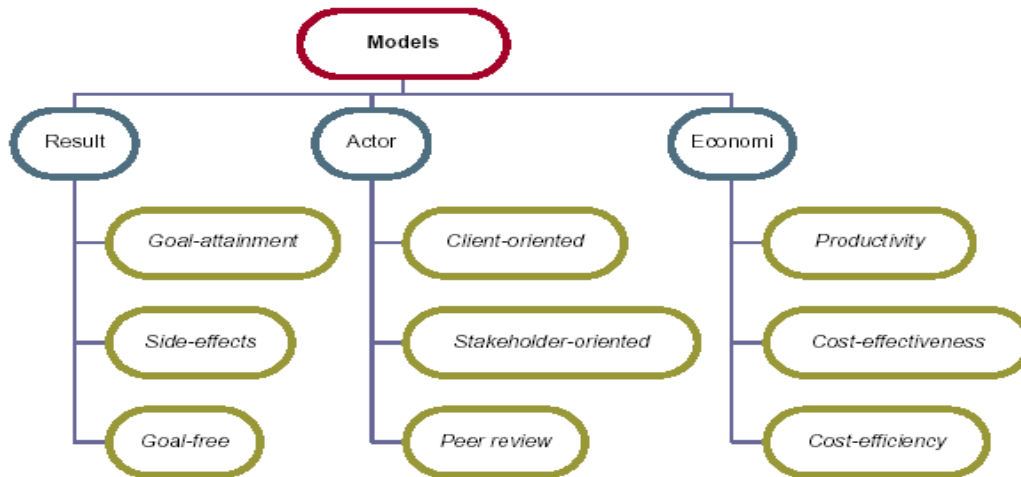 Models
Result
Actor
Economi
Goal-attainment
Client-oriented
Productivity
Side-effects
Stakeholder-oriented
Cost-effectiveness
Goal-free
Peer review
Cost-efficiency